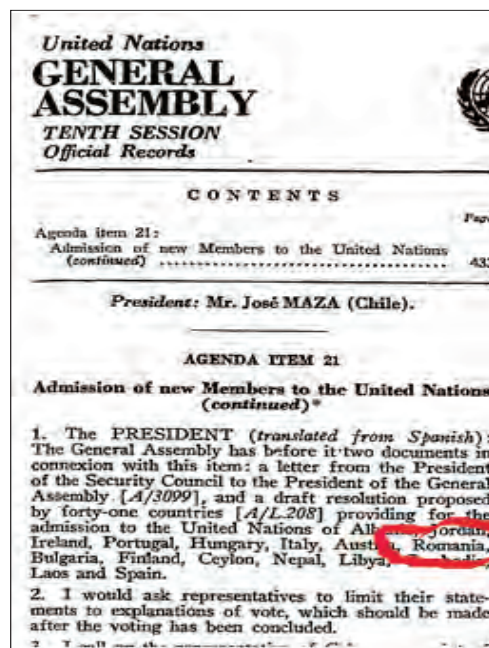 United Nations
GENERAL
ASSEMBLY
TENTH SESSION
Official Records
CONTENTS
Page
Agenda item 21:
Admission of new Members to the United Nations
(continued) ............................................. 433
President: Mr. José MAZA (Chile).
AGENDA ITEM 21
Admission of new Members to the United Nations
(continued)*
1. The PRESIDENT (translated from Spanish):
The General Assembly has before it two documents in
connexion with this item: a letter from the President
of the Security Council to the President of the General
Assembly [A/3099], and a draft resolution proposed
by forty-one countries [A/L.208] providing for the
admission to the United Nations of Jordan,
Ireland, Portugal, Hungary, Italy, Austria, Romania,
Bulgaria, Finland, Ceylon, Nepal, Libya,
Laos and Spain.
2. I would ask representatives to limit their state-
ments to explanations of vote, which should be made
after the voting has been concluded.